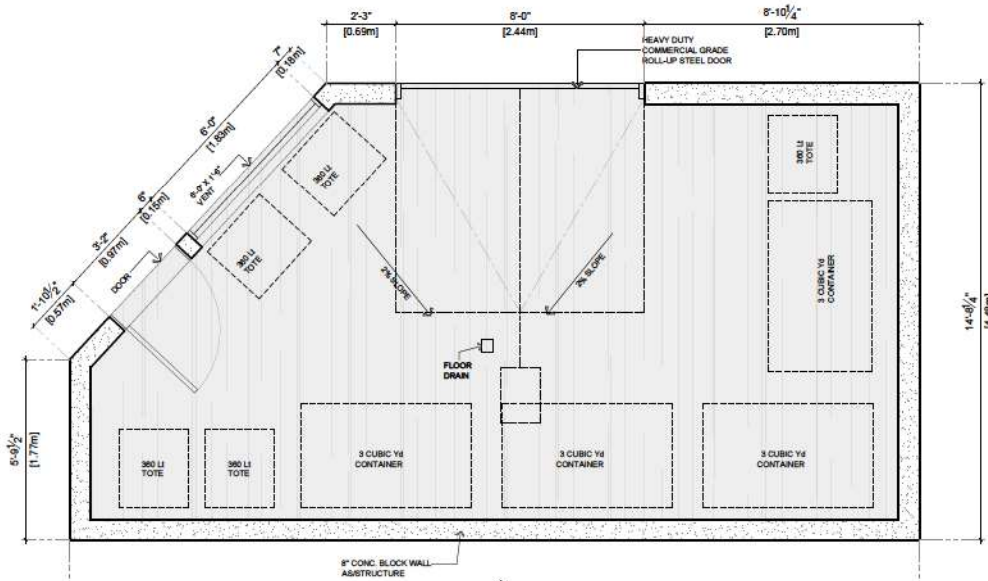 2'-3"
[0.69m]
8'-0"
[2.44m]
8'-10¼"
[2.70m]
HEAVY DUTY
COMMERCIAL GRADE
ROLL-UP STEEL DOOR
7"
[0.18m]
6'-0"
[1.83m]
6'-0" X 1'-6"
VENT
6"
[0.15m]
3'-2"
[0.97m]
DOOR
1'-10½"
[0.57m]
360 Lt
TOTE
360 Lt
TOTE
360 Lt
TOTE
2% SLOPE
2% SLOPE
3 CUBIC Yd
CONTAINER
14'-8¼"
FLOOR
DRAIN
5'-9½"
[1.77m]
360 Lt
TOTE
360 Lt
TOTE
3 CUBIC Yd
CONTAINER
3 CUBIC Yd
CONTAINER
3 CUBIC Yd
CONTAINER
8" CONC. BLOCK WALL
AS/STRUCTURE